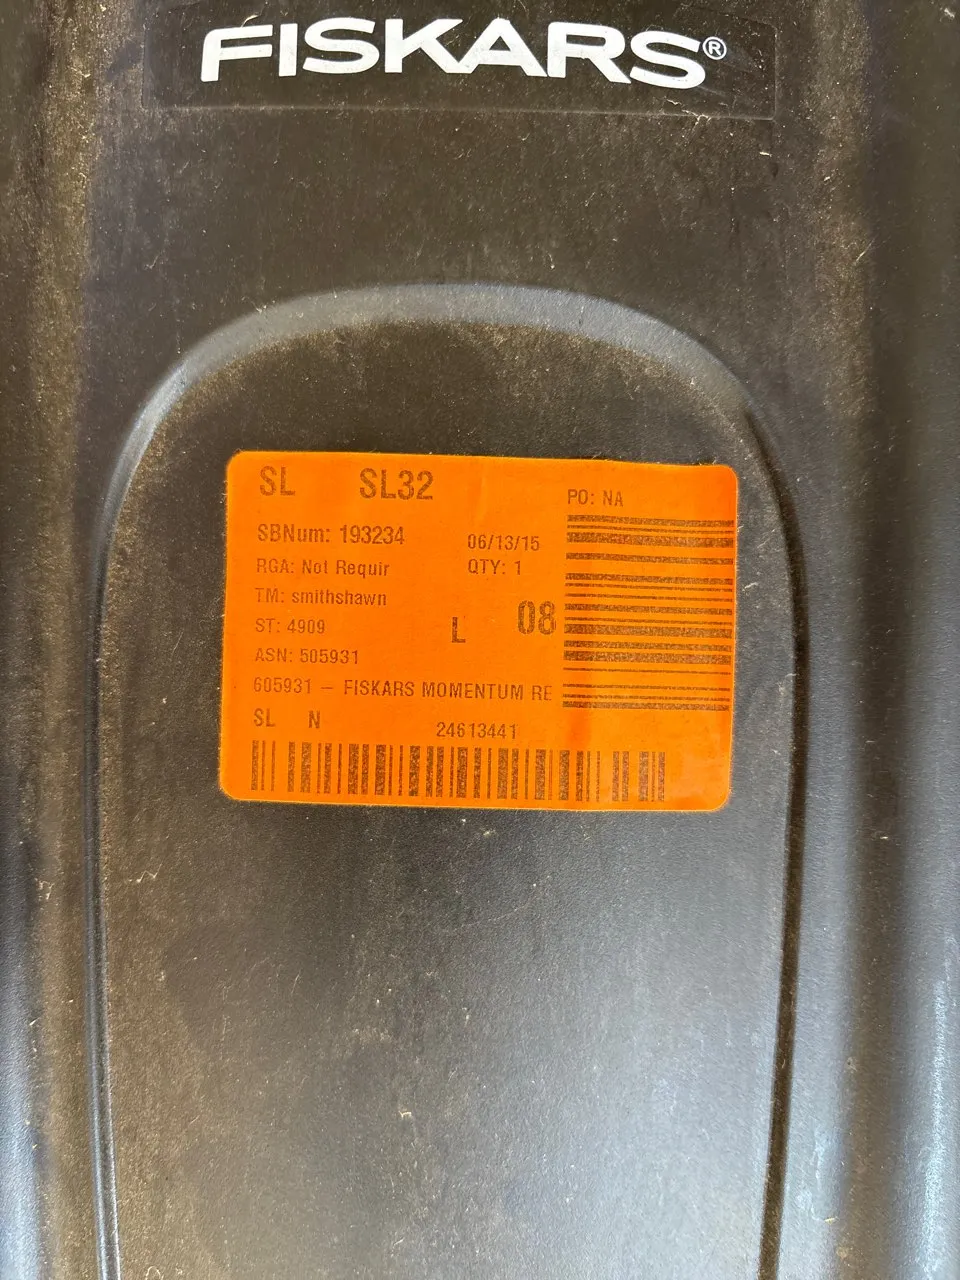 FISKARS®
SL SL32 PO: NA
SBNum: 193234 06/13/15
RGA: Not Requir QTY: 1
TM: smithshawn
ST: 4909 L 08
ASN: 505931
605931 – FISKARS MOMENTUM RE
SL N 24613441